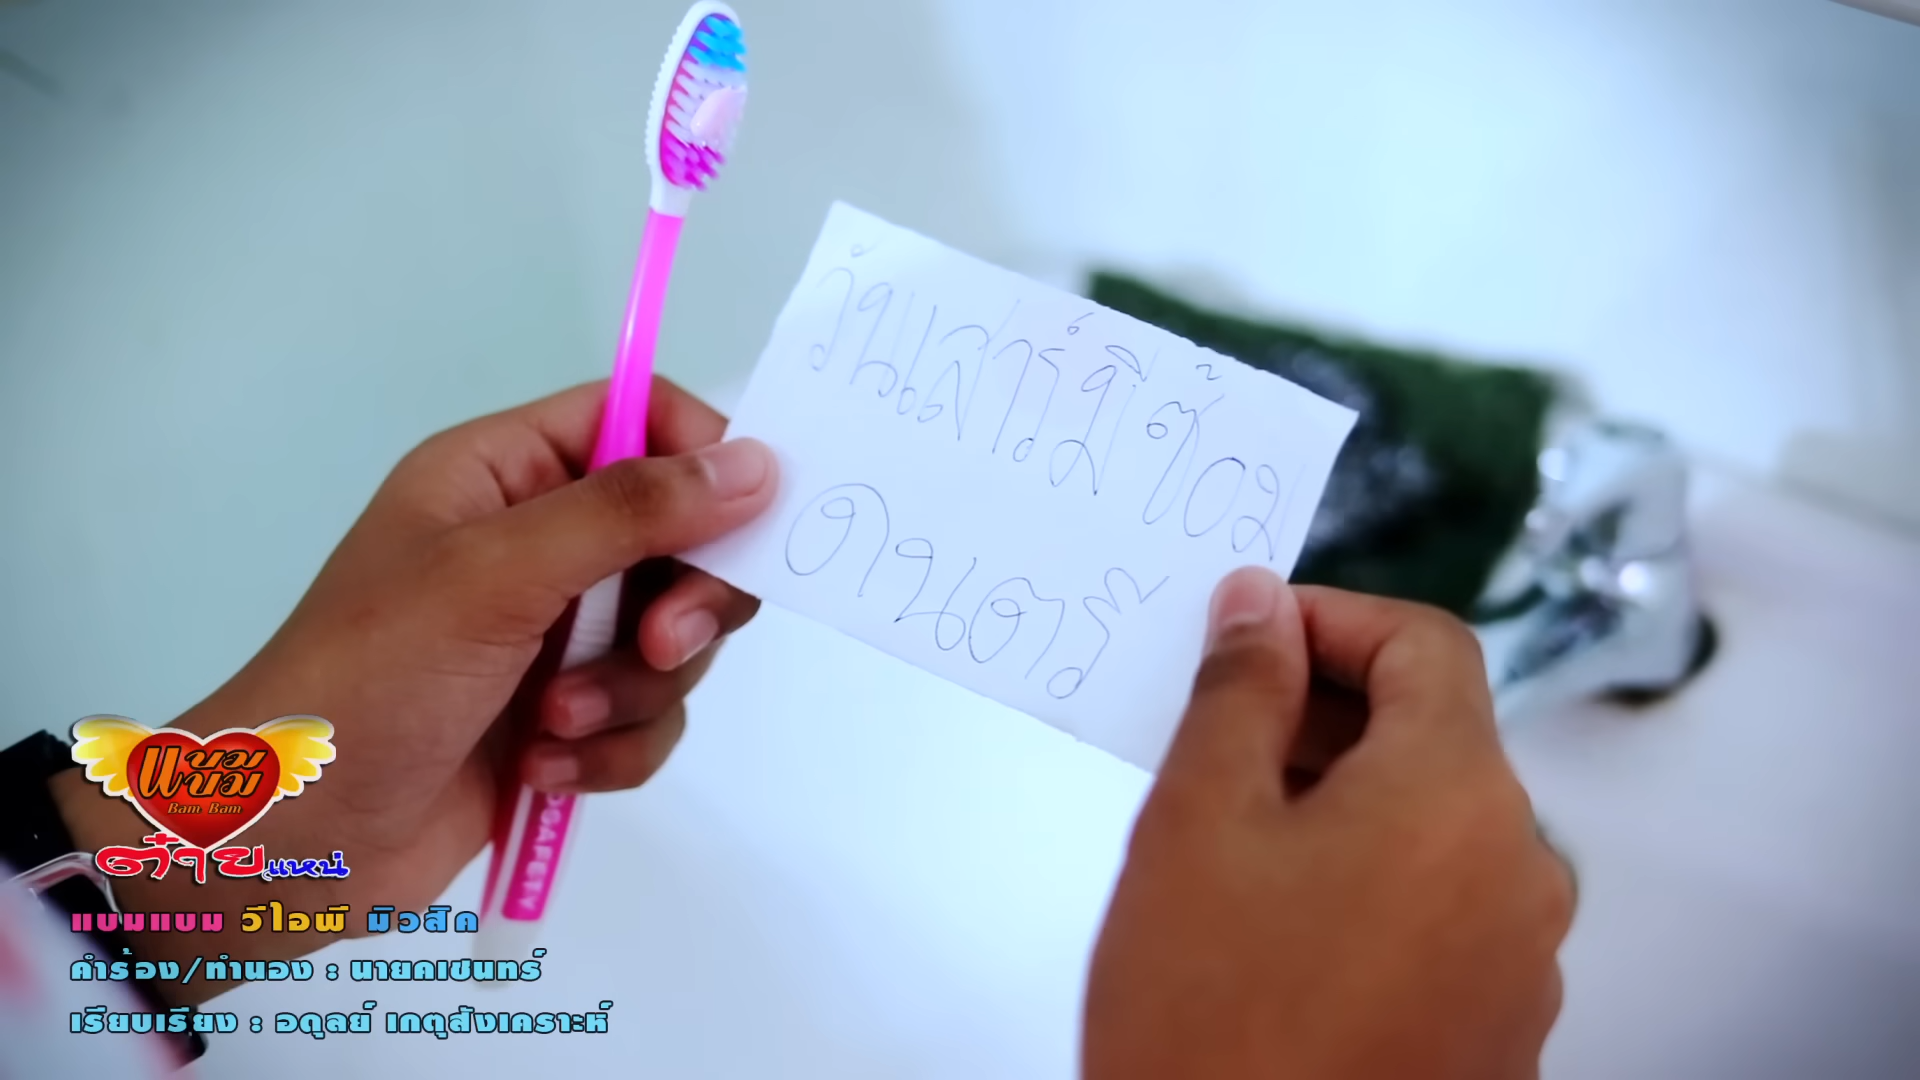 วันเสาร์มีซ้อม
ดนตรี
OSAFETY
แบม
แบม
Bam Bam
ต๋ายแหน่
แบมแบม วีไอพี มิวสิค
คำร้อง/ทำนอง : นายคเชนทร์
เรียบเรียง : อดุลย์ เกตุสังเคราะห์